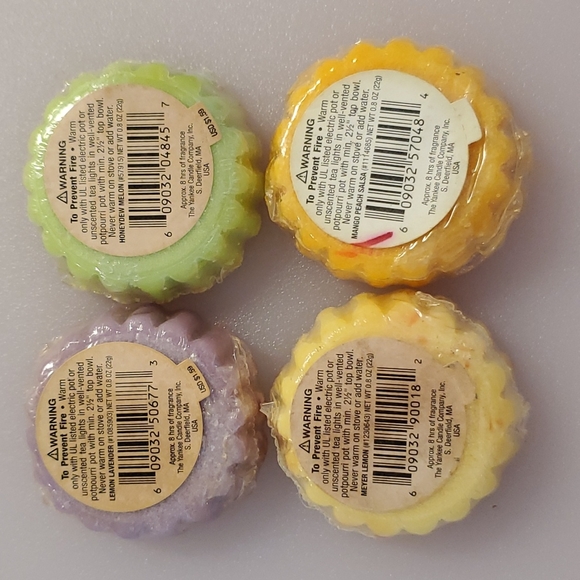 ⚠WARNING
To Prevent Fire • Warm
only with UL listed electric pot or
unscented tea lights in well-vented
potpourri pot with min. 2½" top bowl.
Never warm on stove or add water.
HONEYDEW MELON (#57915) NET WT 0.8 OZ (22g)
6 09032 04845 7
Approx. 8 hrs of fragrance
The Yankee Candle Company, Inc.
S. Deerfield, MA
USA
USD $1.99
⚠WARNING
To Prevent Fire • Warm
only with UL listed electric pot or
unscented tea lights in well-vented
potpourri pot with min. 2½" top bowl.
Never warm on stove or add water.
MANGO PEACH SALSA (#1114685) NET WT 0.8 OZ (22g)
6 09032 57048 4
Approx. 8 hrs of fragrance
The Yankee Candle Company, Inc.
S. Deerfield, MA
USA
⚠WARNING
To Prevent Fire • Warm
only with UL listed electric pot or
unscented tea lights in well-vented
potpourri pot with min. 2½" top bowl.
Never warm on stove or add water.
LEMON LAVENDER NET WT 0.8 OZ (22g)
6 09032 50677 3
Approx. 8 hrs of fragrance
The Yankee Candle Company, Inc.
S. Deerfield, MA
USA
USD $1.99
⚠WARNING
To Prevent Fire • Warm
only with UL listed electric pot or
unscented tea lights in well-vented
potpourri pot with min. 2½" top bowl.
Never warm on stove or add water.
MEYER LEMON NET WT 0.8 OZ (22g)
6 09032 90018 2
Approx. 8 hrs of fragrance
The Yankee Candle Company, Inc.
S. Deerfield, MA
USA